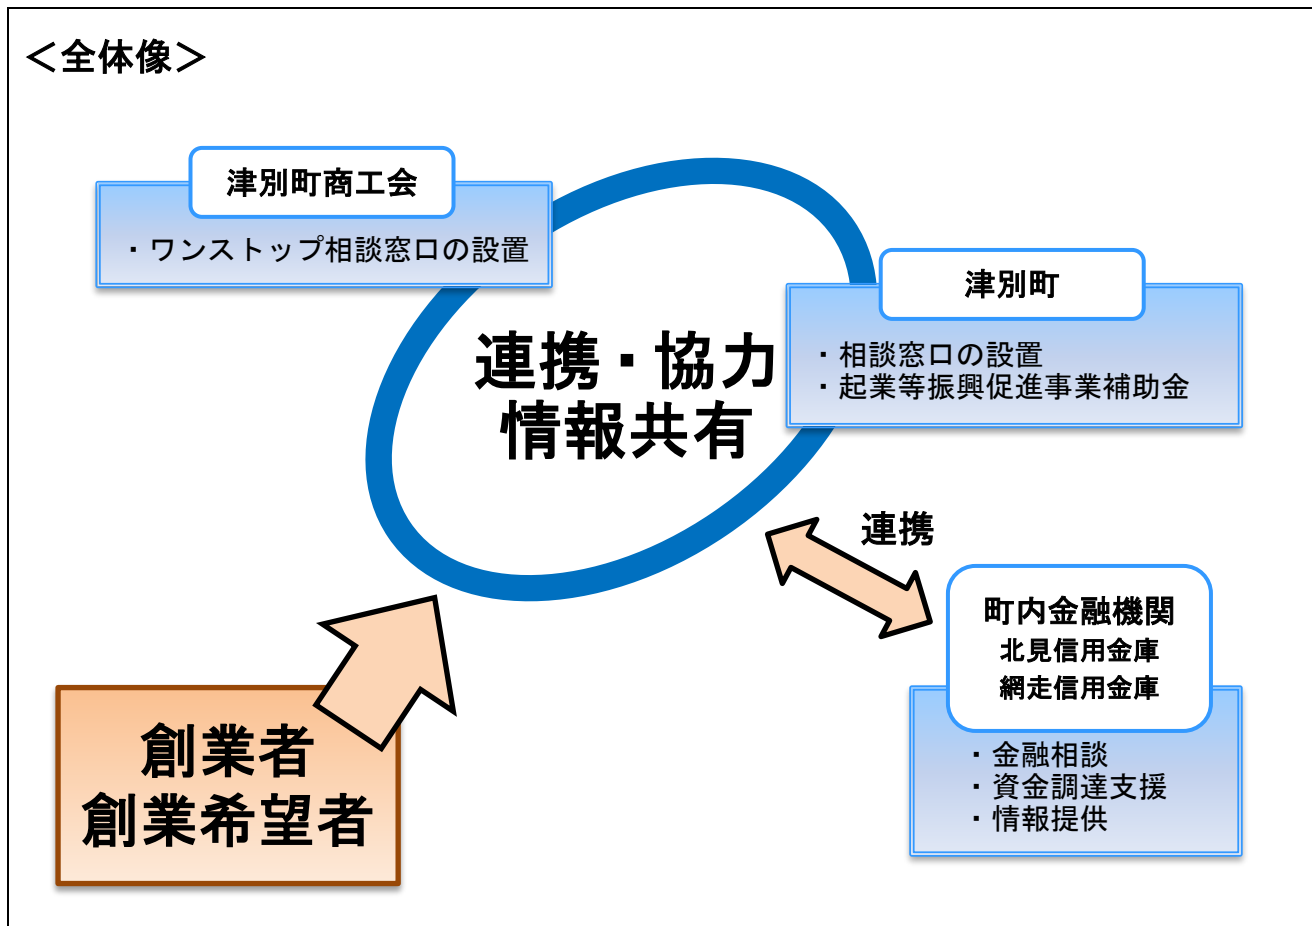 ＜全体像＞
津別町商工会
・ワンストップ相談窓口の設置
津別町
・相談窓口の設置
・起業等振興促進事業補助金
連携・協力
情報共有
連携
町内金融機関
北見信用金庫
網走信用金庫
・金融相談
・資金調達支援
・情報提供
創業者
創業希望者